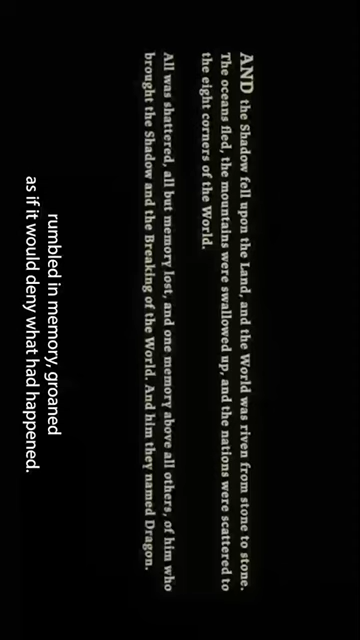 AND the Shadow fell upon the Land, and the World was riven from stone to stone.
The oceans fled, the mountains were swallowed up, and the nations were scattered to
the eight corners of the World.
All was shattered, all but memory lost, and one memory above all others, of him who
brought the Shadow and the Breaking of the World. And him they named Dragon.
rumbled in memory, groaned
as if it would deny what had happened.